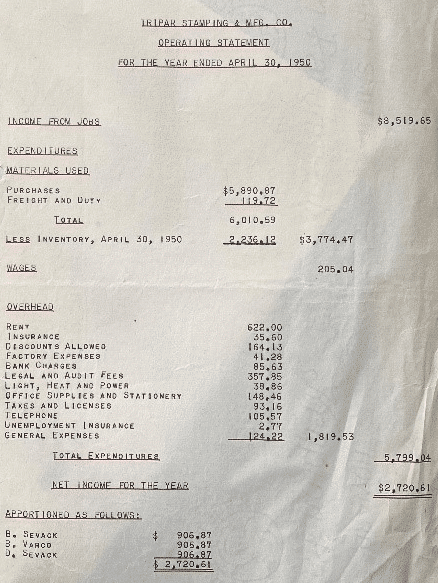 TRIPAR STAMPING & MFG. CO.
OPERATING STATEMENT
FOR THE YEAR ENDED APRIL 30, 1950
INCOME FROM JOBS $8,519.65
EXPENDITURES
MATERIALS USED
PURCHASES $5,890.87
FREIGHT AND DUTY 119.72
TOTAL 6,010.59
LESS INVENTORY, APRIL 30, 1950 2,236.12 $3,774.47
WAGES 205.04
OVERHEAD
RENT 622.00
INSURANCE 35.60
DISCOUNTS ALLOWED 164.13
FACTORY EXPENSES 41.28
BANK CHARGES 85.63
LEGAL AND AUDIT FEES 357.95
LIGHT, HEAT AND POWER 38.86
OFFICE SUPPLIES AND STATIONERY 148.46
TAXES AND LICENSES 93.16
TELEPHONE 105.57
UNEMPLOYMENT INSURANCE 2.77
GENERAL EXPENSES 124.22 1,819.53
TOTAL EXPENDITURES 5,799.04
NET INCOME FOR THE YEAR $2,720.61
APPORTIONED AS FOLLOWS:
B. SEVACK $ 906.87
S. VARCO 906.87
D. SEVACK 906.87
$ 2,720.61